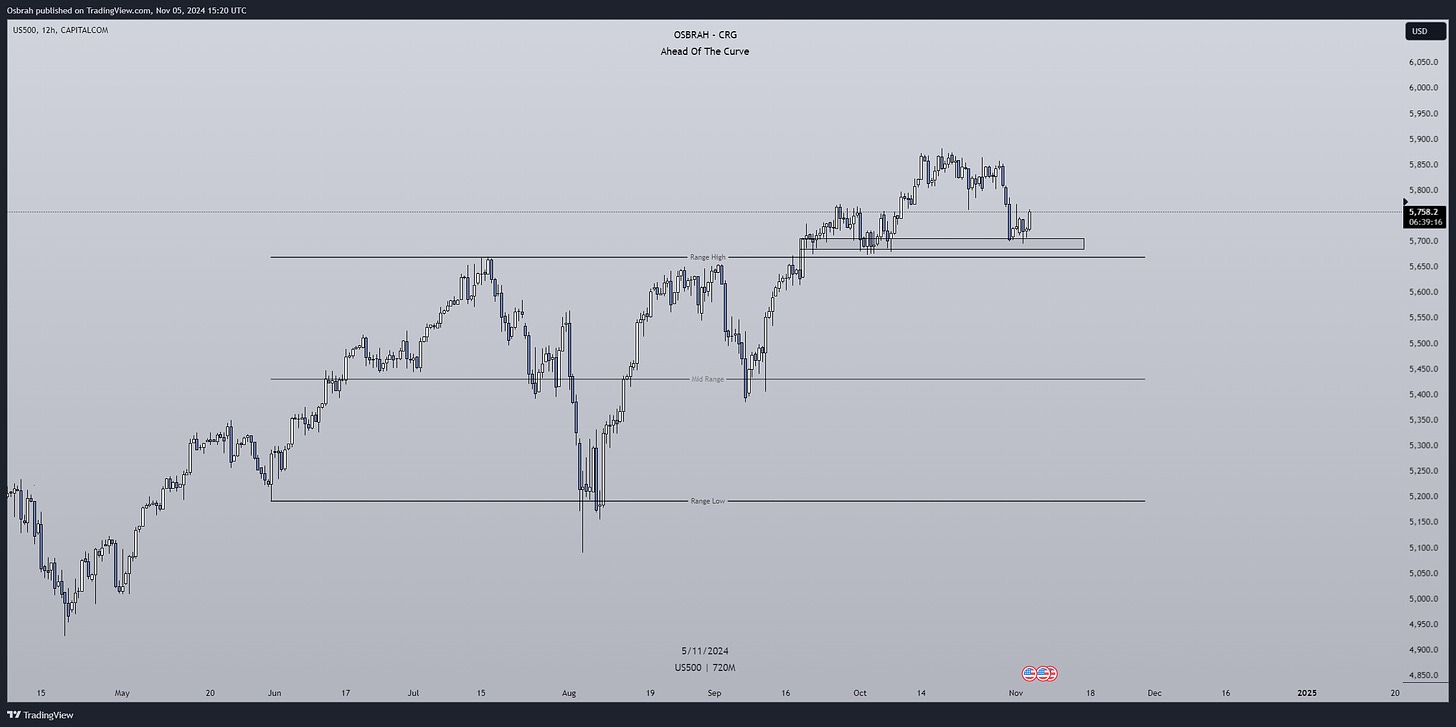 Osbrah published on TradingView.com, Nov 05, 2024 15:20 UTC
US500, 12h, CAPITALCOM
OSBRAH - CRG
Ahead Of The Curve
USD
6,050.0
6,000.0
5,950.0
5,900.0
5,850.0
5,800.0
5,758.2
06:39:16
5,700.0
5,650.0
5,600.0
5,550.0
5,500.0
5,450.0
5,400.0
5,350.0
5,300.0
5,250.0
5,200.0
5,150.0
5,100.0
5,050.0
5,000.0
4,950.0
4,900.0
4,850.0
Range High
Mid Range
Range Low
5/11/2024
US500 | 720M
15 May 20 Jun 17 Jul 15 Aug 19 Sep 16 Oct 14 Nov 18 Dec 16 2025 20
TradingView